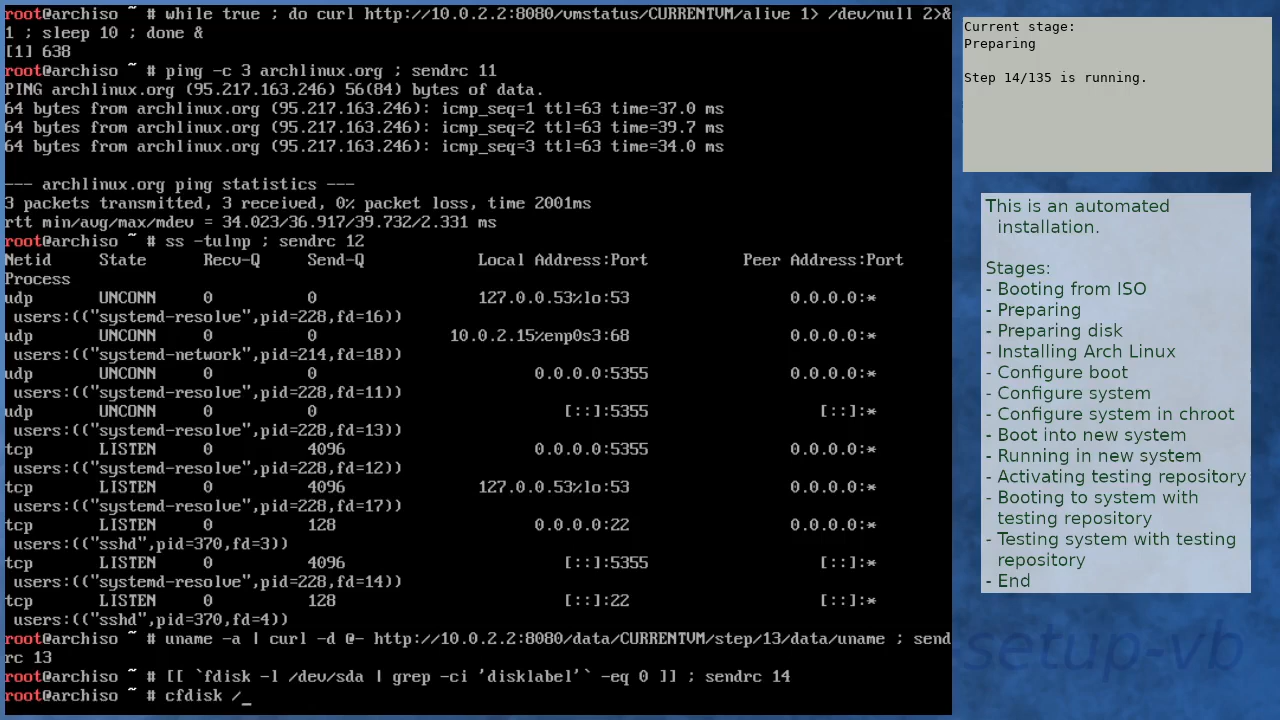 root@archiso ~ # while true ; do curl http://10.0.2.2:8080/vmstatus/CURRENTVM/alive 1> /dev/null 2>&
1 ; sleep 10 ; done &
[1] 638
root@archiso ~ # ping -c 3 archlinux.org ; sendrc 11
PING archlinux.org (95.217.163.246) 56(84) bytes of data.
64 bytes from archlinux.org (95.217.163.246): icmp_seq=1 ttl=63 time=37.0 ms
64 bytes from archlinux.org (95.217.163.246): icmp_seq=2 ttl=63 time=39.7 ms
64 bytes from archlinux.org (95.217.163.246): icmp_seq=3 ttl=63 time=34.0 ms
--- archlinux.org ping statistics ---
3 packets transmitted, 3 received, 0% packet loss, time 2001ms
rtt min/avg/max/mdev = 34.023/36.917/39.732/2.331 ms
root@archiso ~ # ss -tulnp ; sendrc 12
Netid State Recv-Q Send-Q Local Address:Port Peer Address:Port
Process
udp UNCONN 0 0 127.0.0.53%lo:53 0.0.0.0:*
users:(("systemd-resolve",pid=228,fd=16))
udp UNCONN 0 0 10.0.2.15%enp0s3:68 0.0.0.0:*
users:(("systemd-network",pid=214,fd=18))
udp UNCONN 0 0 0.0.0.0:5355 0.0.0.0:*
users:(("systemd-resolve",pid=228,fd=11))
udp UNCONN 0 0 [::]:5355 [::]:*
users:(("systemd-resolve",pid=228,fd=13))
tcp LISTEN 0 4096 0.0.0.0:5355 0.0.0.0:*
users:(("systemd-resolve",pid=228,fd=12))
tcp LISTEN 0 4096 127.0.0.53%lo:53 0.0.0.0:*
users:(("systemd-resolve",pid=228,fd=17))
tcp LISTEN 0 128 0.0.0.0:22 0.0.0.0:*
users:(("sshd",pid=370,fd=3))
tcp LISTEN 0 4096 [::]:5355 [::]:*
users:(("systemd-resolve",pid=228,fd=14))
tcp LISTEN 0 128 [::]:22 [::]:*
users:(("sshd",pid=370,fd=4))
root@archiso ~ # uname -a | curl -d @- http://10.0.2.2:8080/data/CURRENTVM/step/13/data/uname ; send
rc 13
root@archiso ~ # [[ `fdisk -l /dev/sda | grep -ci 'disklabel'` -eq 0 ]] ; sendrc 14
root@archiso ~ # cfdisk /_
Current stage:
Preparing
Step 14/135 is running.
This is an automated
installation.
Stages:
- Booting from ISO
- Preparing
- Preparing disk
- Installing Arch Linux
- Configure boot
- Configure system
- Configure system in chroot
- Boot into new system
- Running in new system
- Activating testing repository
- Booting to system with
testing repository
- Testing system with testing
repository
- End
setup-vb